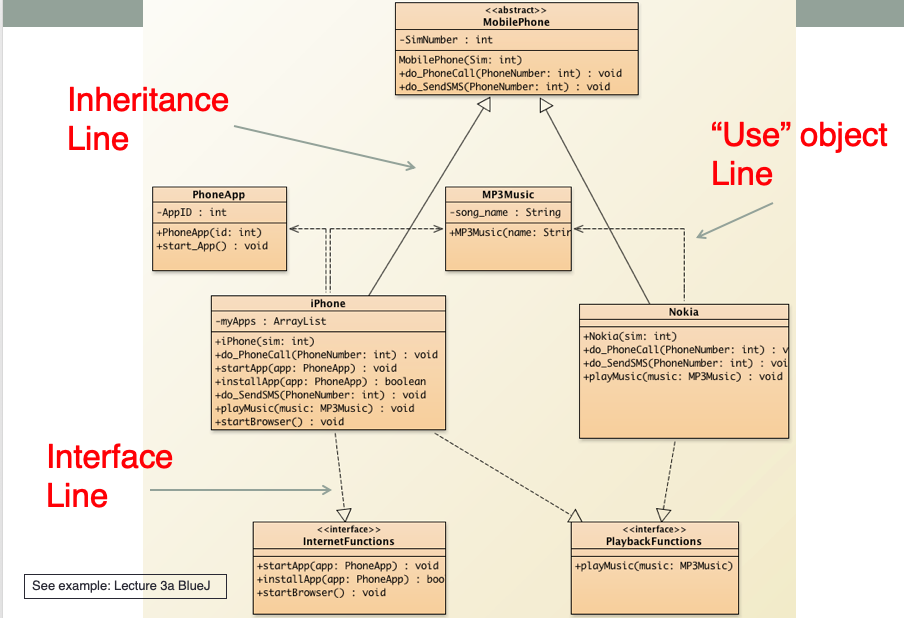 <<abstract>>
MobilePhone
-SimNumber : int
MobilePhone(Sim: int)
+do_PhoneCall(PhoneNumber: int) : void
+do_SendSMS(PhoneNumber: int) : void
Inheritance
Line
“Use” object
Line
PhoneApp
-AppID : int
+PhoneApp(id: int)
+start_App() : void
MP3Music
-song_name : String
+MP3Music(name: Strin
iPhone
-myApps : ArrayList
+iPhone(sim: int)
+do_PhoneCall(PhoneNumber: int) : void
+startApp(app: PhoneApp) : void
+installApp(app: PhoneApp) : boolean
+do_SendSMS(PhoneNumber: int) : void
+playMusic(music: MP3Music) : void
+startBrowser() : void
Nokia
+Nokia(sim: int)
+do_PhoneCall(PhoneNumber: int) : v
+do_SendSMS(PhoneNumber: int) : voi
+playMusic(music: MP3Music) : void
Interface
Line
<<interface>>
InternetFunctions
+startApp(app: PhoneApp) : void
+installApp(app: PhoneApp) : boo
+startBrowser() : void
<<interface>>
PlaybackFunctions
+playMusic(music: MP3Music)
See example: Lecture 3a BlueJ